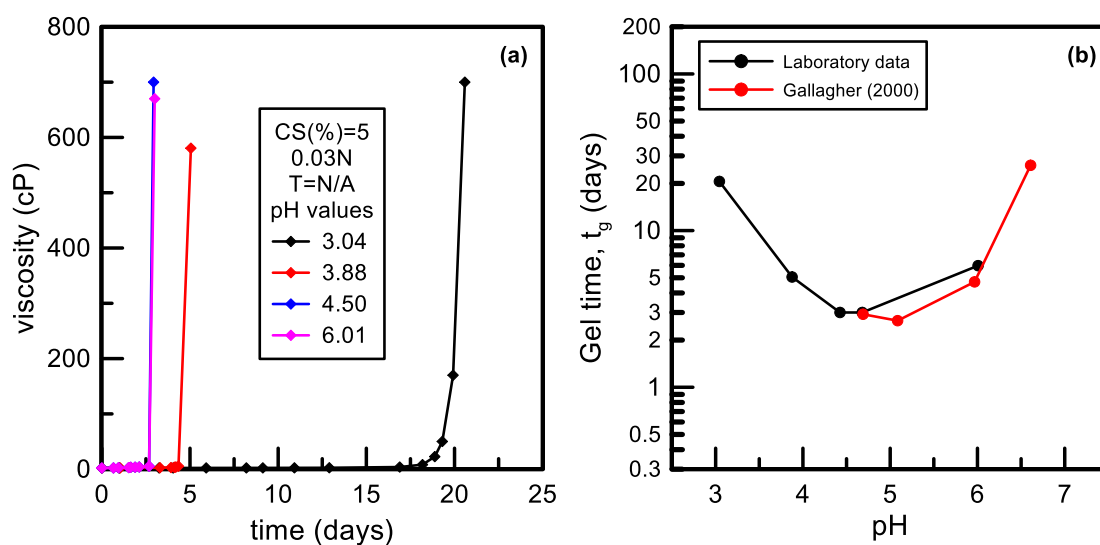 800
600
400
200
0
viscosity (cP)
(a)
CS(%)=5
0.03N
T=N/A
pH values
3.04
3.88
4.50
6.01
0 5 10 15 20 25
time (days)
200
100
50
30
20
10
5
3
2
1
0.5
0.3
Gel time, tg (days)
Laboratory data
Gallagher (2000)
(b)
3 4 5 6 7
pH